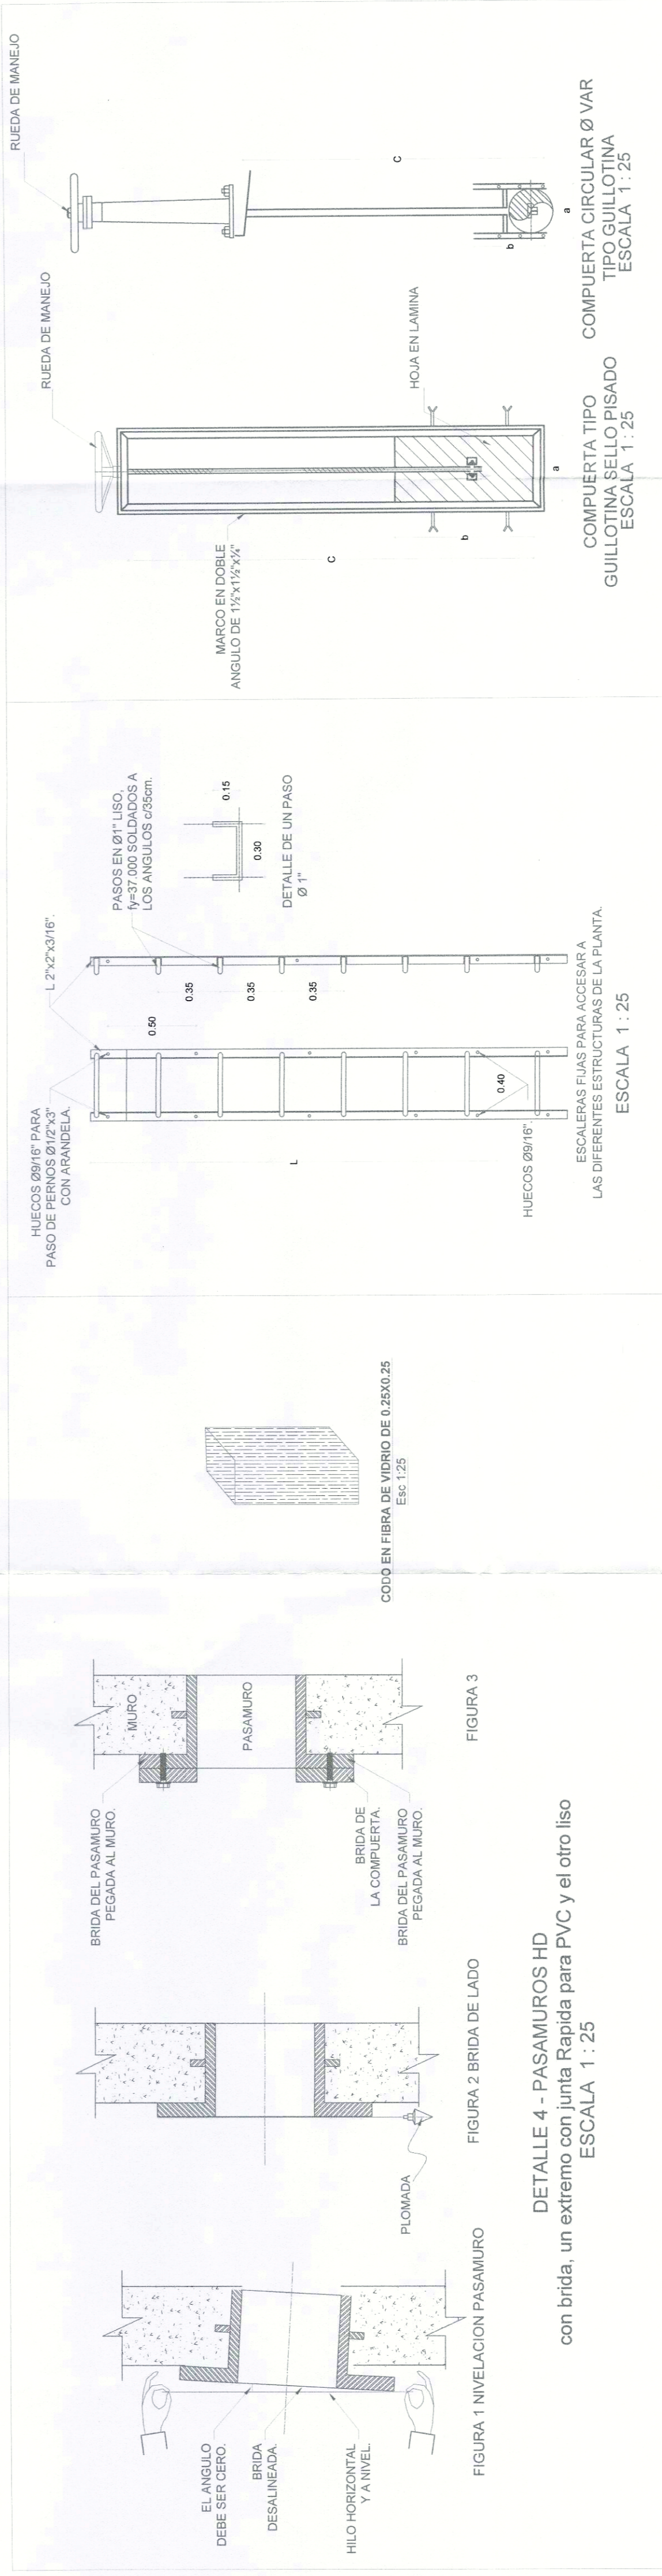 EL ANGULO
DEBE SER CERO.
BRIDA
DESALINEADA.
HILO HORIZONTAL
Y A NIVEL.
FIGURA 1 NIVELACION PASAMURO
PLOMADA
FIGURA 2 BRIDA DE LADO
BRIDA DEL PASAMURO
PEGADA AL MURO.
MURO
PASAMURO
BRIDA DE
LA COMPUERTA.
BRIDA DEL PASAMURO
PEGADA AL MURO.
FIGURA 3
DETALLE 4 - PASAMUROS HD
con brida, un extremo con junta Rapida para PVC y el otro liso
ESCALA 1 : 25
CODO EN FIBRA DE VIDRIO DE 0.25X0.25
Esc 1:25
HUECOS Ø9/16" PARA
PASO DE PERNOS Ø1/2"x3"
CON ARANDELA.
L 2"x2"x3/16".
PASOS EN Ø1" LISO,
fy=37.000 SOLDADOS A
LOS ANGULOS c/35cm.
0.50
0.35
0.35
0.35
L
0.40
HUECOS Ø9/16".
0.15
0.30
DETALLE DE UN PASO
Ø 1"
ESCALERAS FIJAS PARA ACCESAR A
LAS DIFERENTES ESTRUCTURAS DE LA PLANTA.
ESCALA 1 : 25
RUEDA DE MANEJO
MARCO EN DOBLE
ANGULO DE 1½"x1½"x¼"
HOJA EN LAMINA
C
b
a
COMPUERTA TIPO
GUILLOTINA SELLO PISADO
ESCALA 1 : 25
RUEDA DE MANEJO
C
b
a
COMPUERTA CIRCULAR Ø VAR
TIPO GUILLOTINA
ESCALA 1 : 25